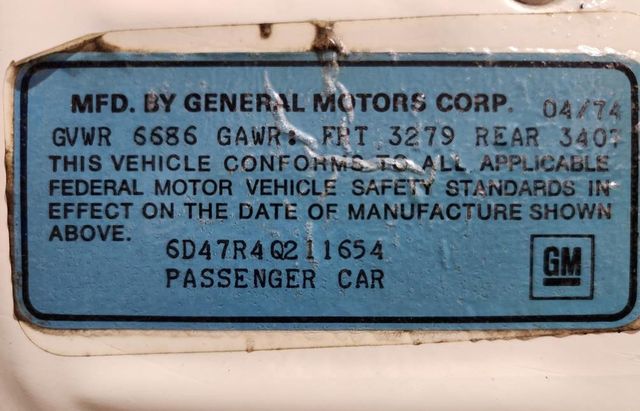 MFD. BY GENERAL MOTORS CORP. 04/74
GVWR 6686 GAWR: FRT 3279 REAR 3407
THIS VEHICLE CONFORMS TO ALL APPLICABLE
FEDERAL MOTOR VEHICLE SAFETY STANDARDS IN
EFFECT ON THE DATE OF MANUFACTURE SHOWN
ABOVE.
6D47R4Q211654
PASSENGER CAR
GM